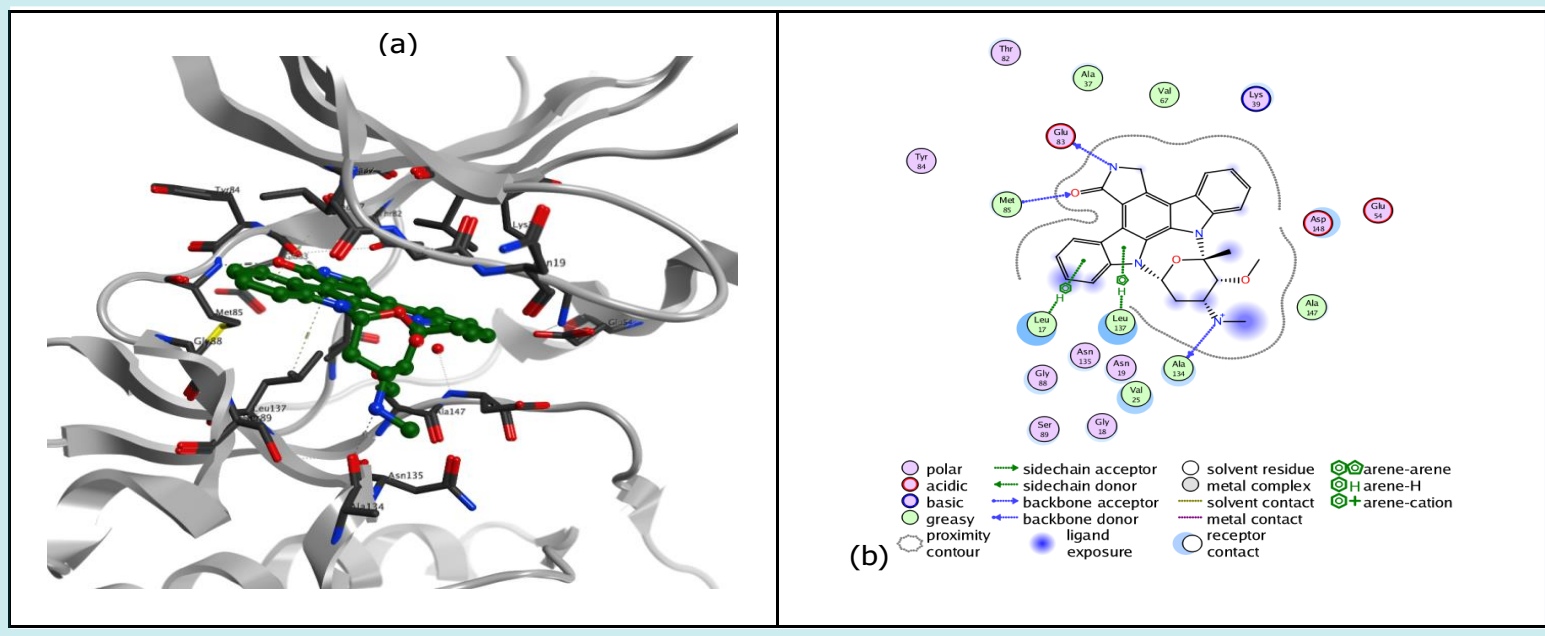 (a)
Tyr84
Thr82
Lys
n19
Met85
Gly88
Leu137
r89
Ala147
Asn135
la134
Thr
82
Ala
37
Val
67
Lys
39
Glu
83
Tyr
84
N
O
Met
85
Glu
54
Asp
148
N
N
O
O
H
H
Leu
17
Leu
137
N+
Ala
147
Asn
135
Asn
19
Ala
134
Gly
88
Val
25
Ser
89
Gly
18
polar
acidic
basic
greasy
proximity
contour
sidechain acceptor
sidechain donor
backbone acceptor
backbone donor
ligand
exposure
solvent residue
metal complex
solvent contact
metal contact
receptor
contact
arene-arene
H arene-H
+ arene-cation
(b)